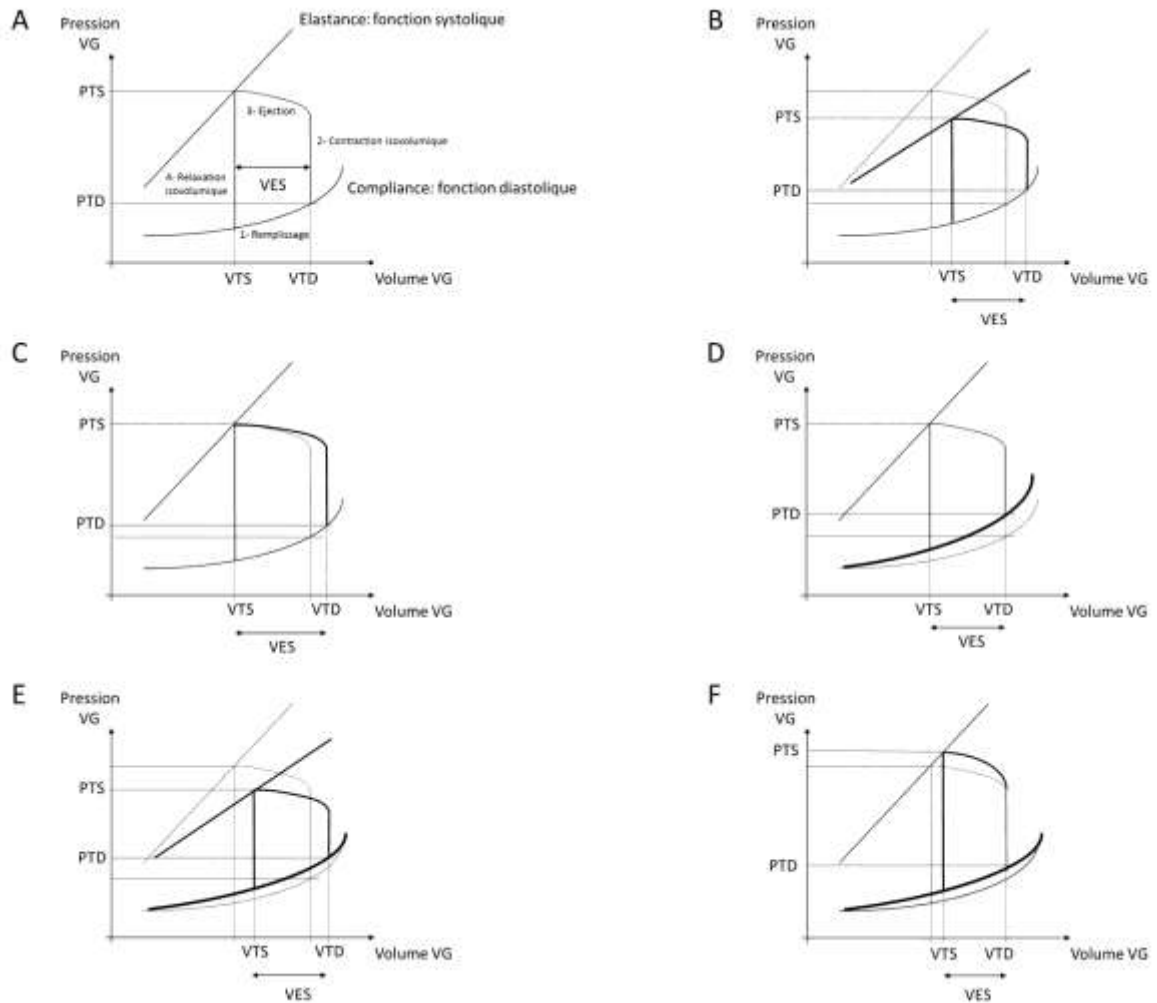 A
Pression
VG
Elastance: fonction systolique
PTS
3- Ejection
2- Contraction isovolumique
4- Relaxation
isovolumique
VES
Compliance: fonction diastolique
PTD
1- Remplissage
VTS
VTD
Volume VG
B
Pression
VG
PTS
PTD
VTS
VTD
Volume VG
VES
C
Pression
VG
PTS
PTD
VTS
VTD
Volume VG
VES
D
Pression
VG
PTS
PTD
VTS
VTD
Volume VG
VES
E
Pression
VG
PTS
PTD
VTS
VTD
Volume VG
VES
F
Pression
VG
PTS
PTD
VTS
VTD
Volume VG
VES